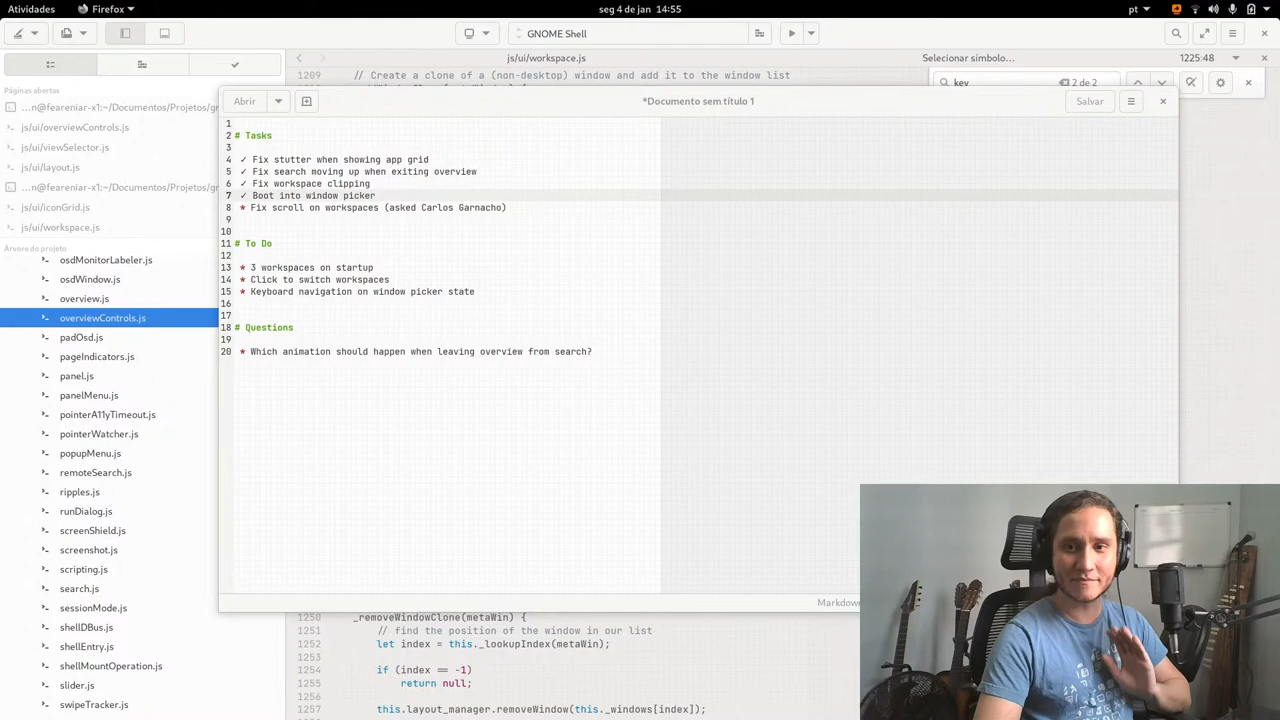 Atividades
Firefox
seg 4 de jan 14:55
pt
GNOME Shell
js/ui/workspace.js
Selecionar símbolo…
1225:48
key
2 de 2
Páginas abertas
…n@feareniar-x1:~/Documentos/Projetos/gr
js/ui/overviewControls.js
js/ui/viewSelector.js
js/ui/layout.js
…n@feareniar-x1:~/Documentos/Projetos/gr
js/ui/iconGrid.js
js/ui/workspace.js
Árvore do projeto
osdMonitorLabeler.js
osdWindow.js
overview.js
overviewControls.js
padOsd.js
pageIndicators.js
panel.js
panelMenu.js
pointerA11yTimeout.js
pointerWatcher.js
popupMenu.js
remoteSearch.js
ripples.js
runDialog.js
screenShield.js
screenshot.js
scripting.js
search.js
sessionMode.js
shellDBus.js
shellEntry.js
shellMountOperation.js
slider.js
swipeTracker.js
1209 // Create a clone of a (non-desktop) window and add it to the window list
Abrir
*Documento sem título 1
Salvar
1
2 # Tasks
3
4 ✓ Fix stutter when showing app grid
5 ✓ Fix search moving up when exiting overview
6 ✓ Fix workspace clipping
7 ✓ Boot into window picker
8 * Fix scroll on workspaces (asked Carlos Garnacho)
9
10
11 # To Do
12
13 * 3 workspaces on startup
14 * Click to switch workspaces
15 * Keyboard navigation on window picker state
16
17
18 # Questions
19
20 * Which animation should happen when leaving overview from search?
Markdown
1250 _removeWindowClone(metaWin) {
1251 // find the position of the window in our list
1252 let index = this._lookupIndex(metaWin);
1253
1254 if (index == -1)
1255 return null;
1256
1257 this.layout_manager.removeWindow(this._windows[index]);